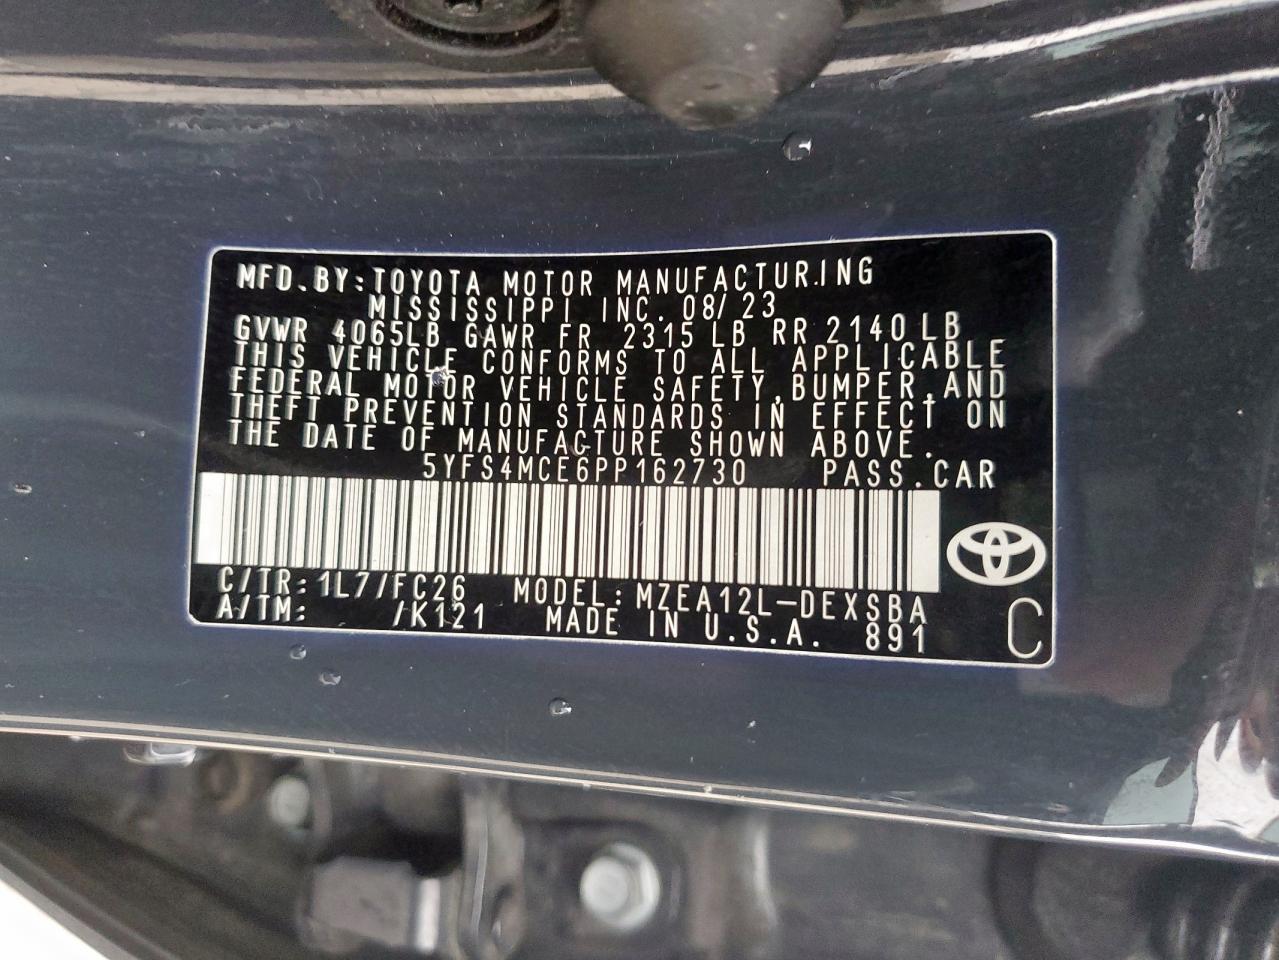 MFD. BY: TOYOTA MOTOR MANUFACTURING
MISSISSIPPI INC. 08/23
GVWR 4065LB GAWR FR 2315 LB RR 2140 LB
THIS VEHICLE CONFORMS TO ALL APPLICABLE
FEDERAL MOTOR VEHICLE SAFETY, BUMPER, AND
THEFT PREVENTION STANDARDS IN EFFECT ON
THE DATE OF MANUFACTURE SHOWN ABOVE.
5YFS4MCE6PP162730 PASS. CAR
C/TR: 1L7/FC26 MODEL: MZEA12L-DEXSBA
A/TM: /K121 MADE IN U.S.A. 891 C